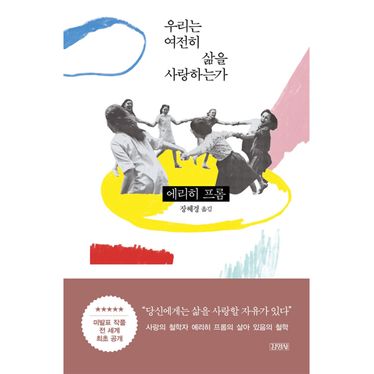 우리는
여전히
삶을
사랑하는가
에리히 프롬
장혜경 옮김
★★★★★
미발표 작품
전 세계
최초 공개
“당신에게는 삶을 사랑할 자유가 있다”
사랑의 철학자 에리히 프롬의 살아 있음의 철학
김영사